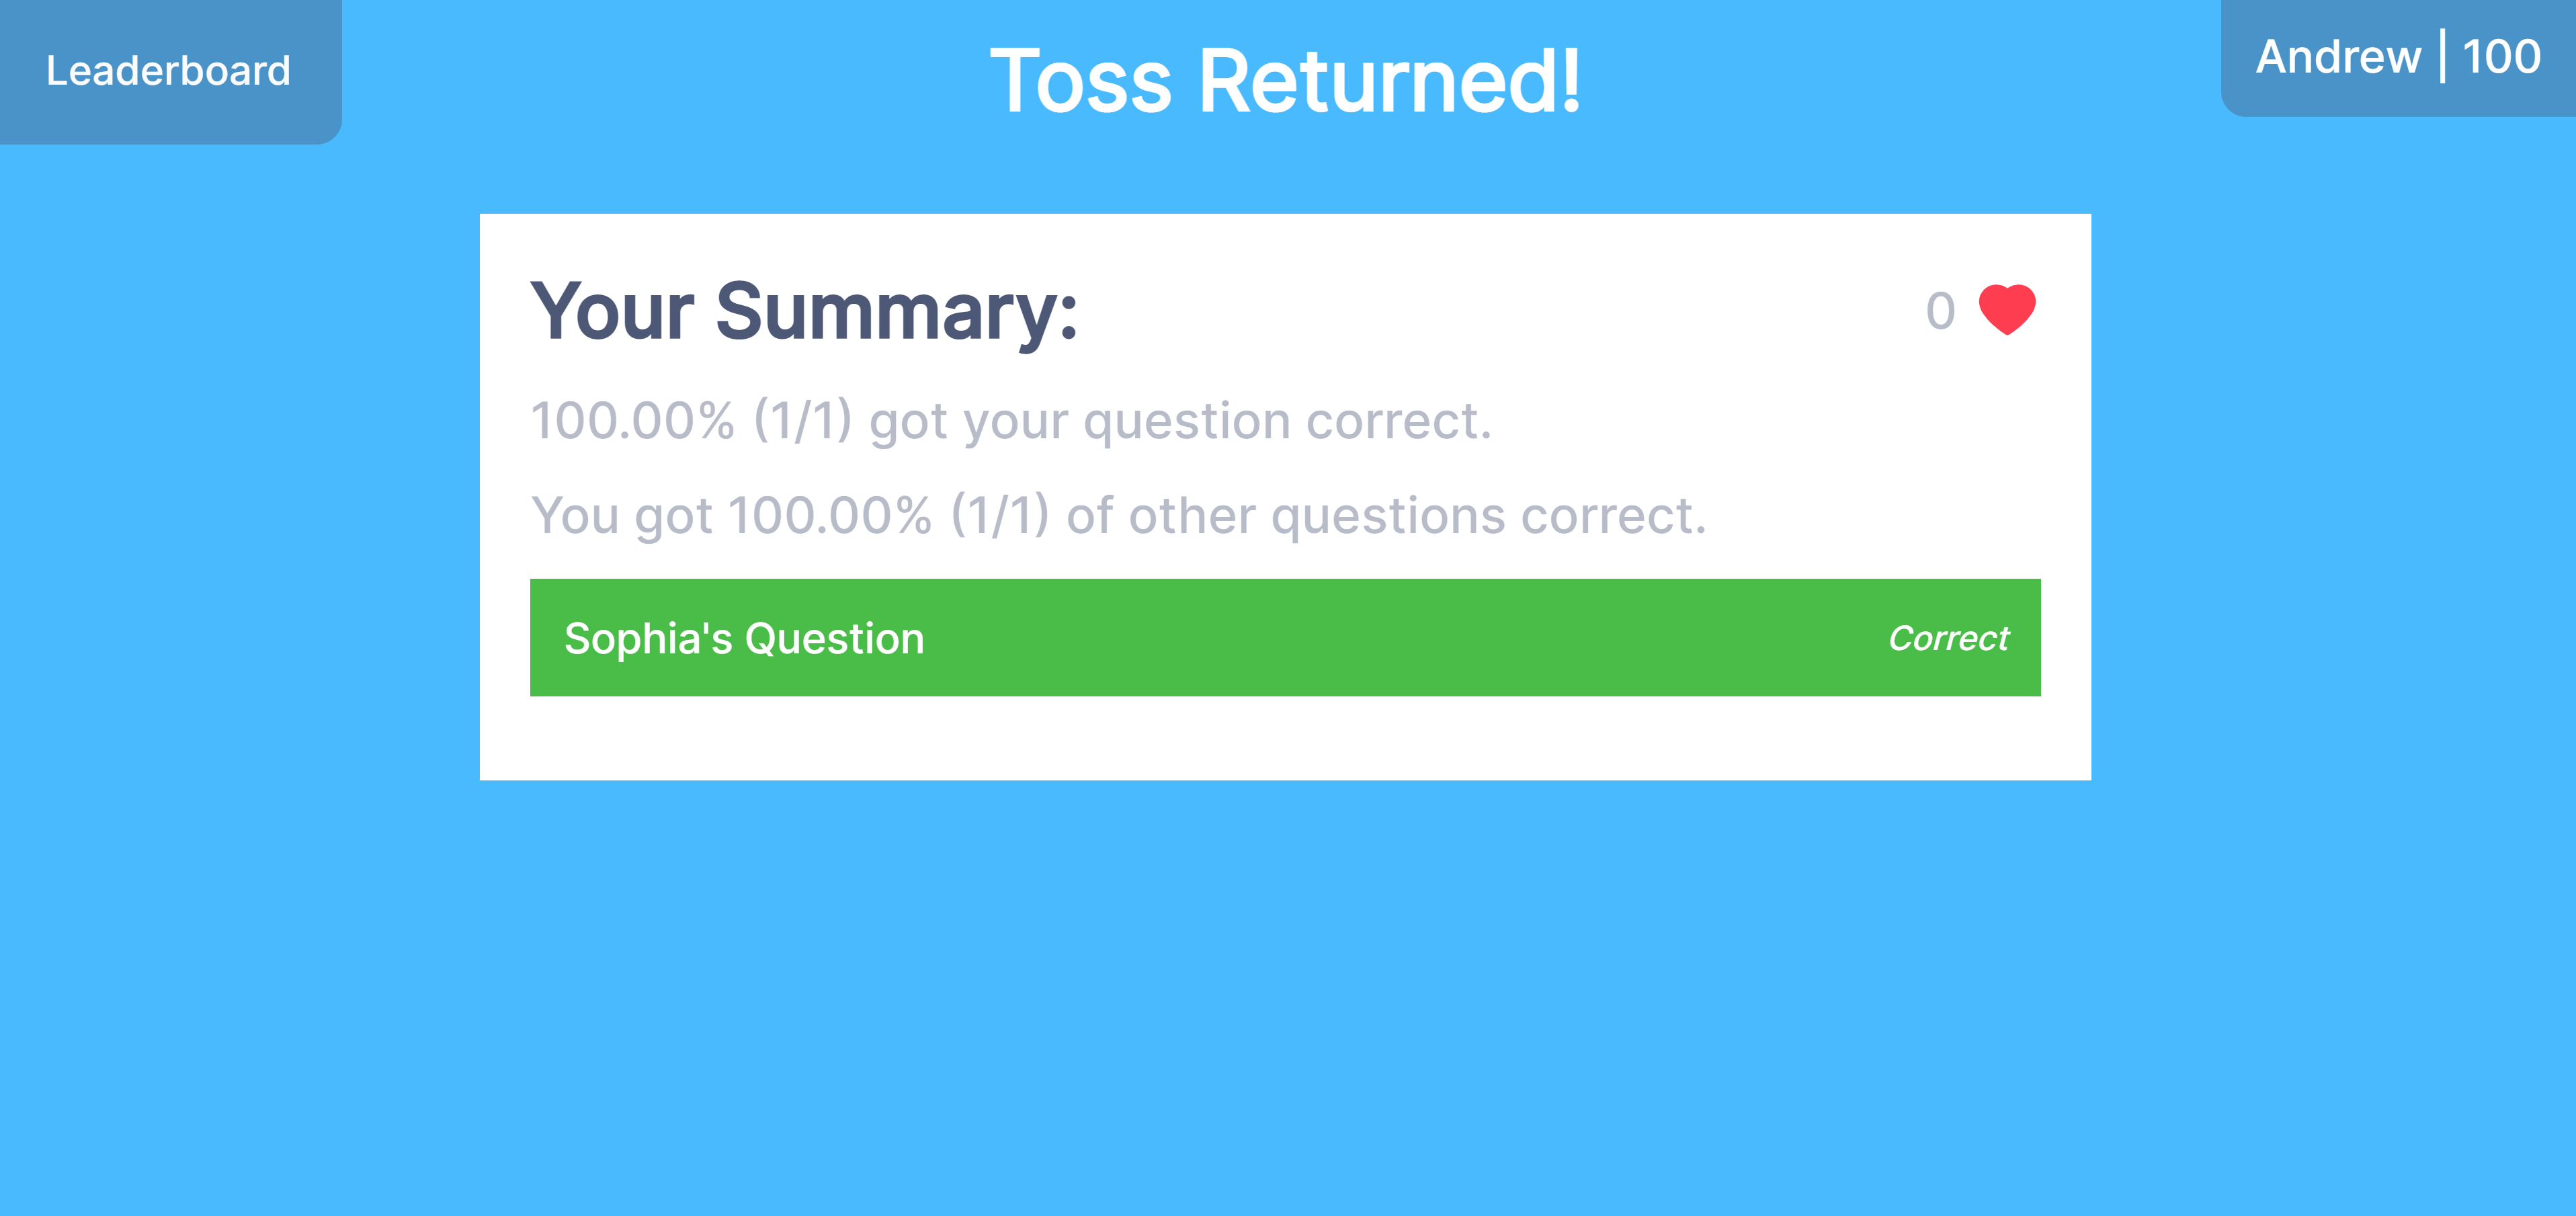 Leaderboard
Toss Returned!
Andrew | 100
Your Summary:
0
100.00% (1/1) got your question correct.
You got 100.00% (1/1) of other questions correct.
Sophia's Question
Correct